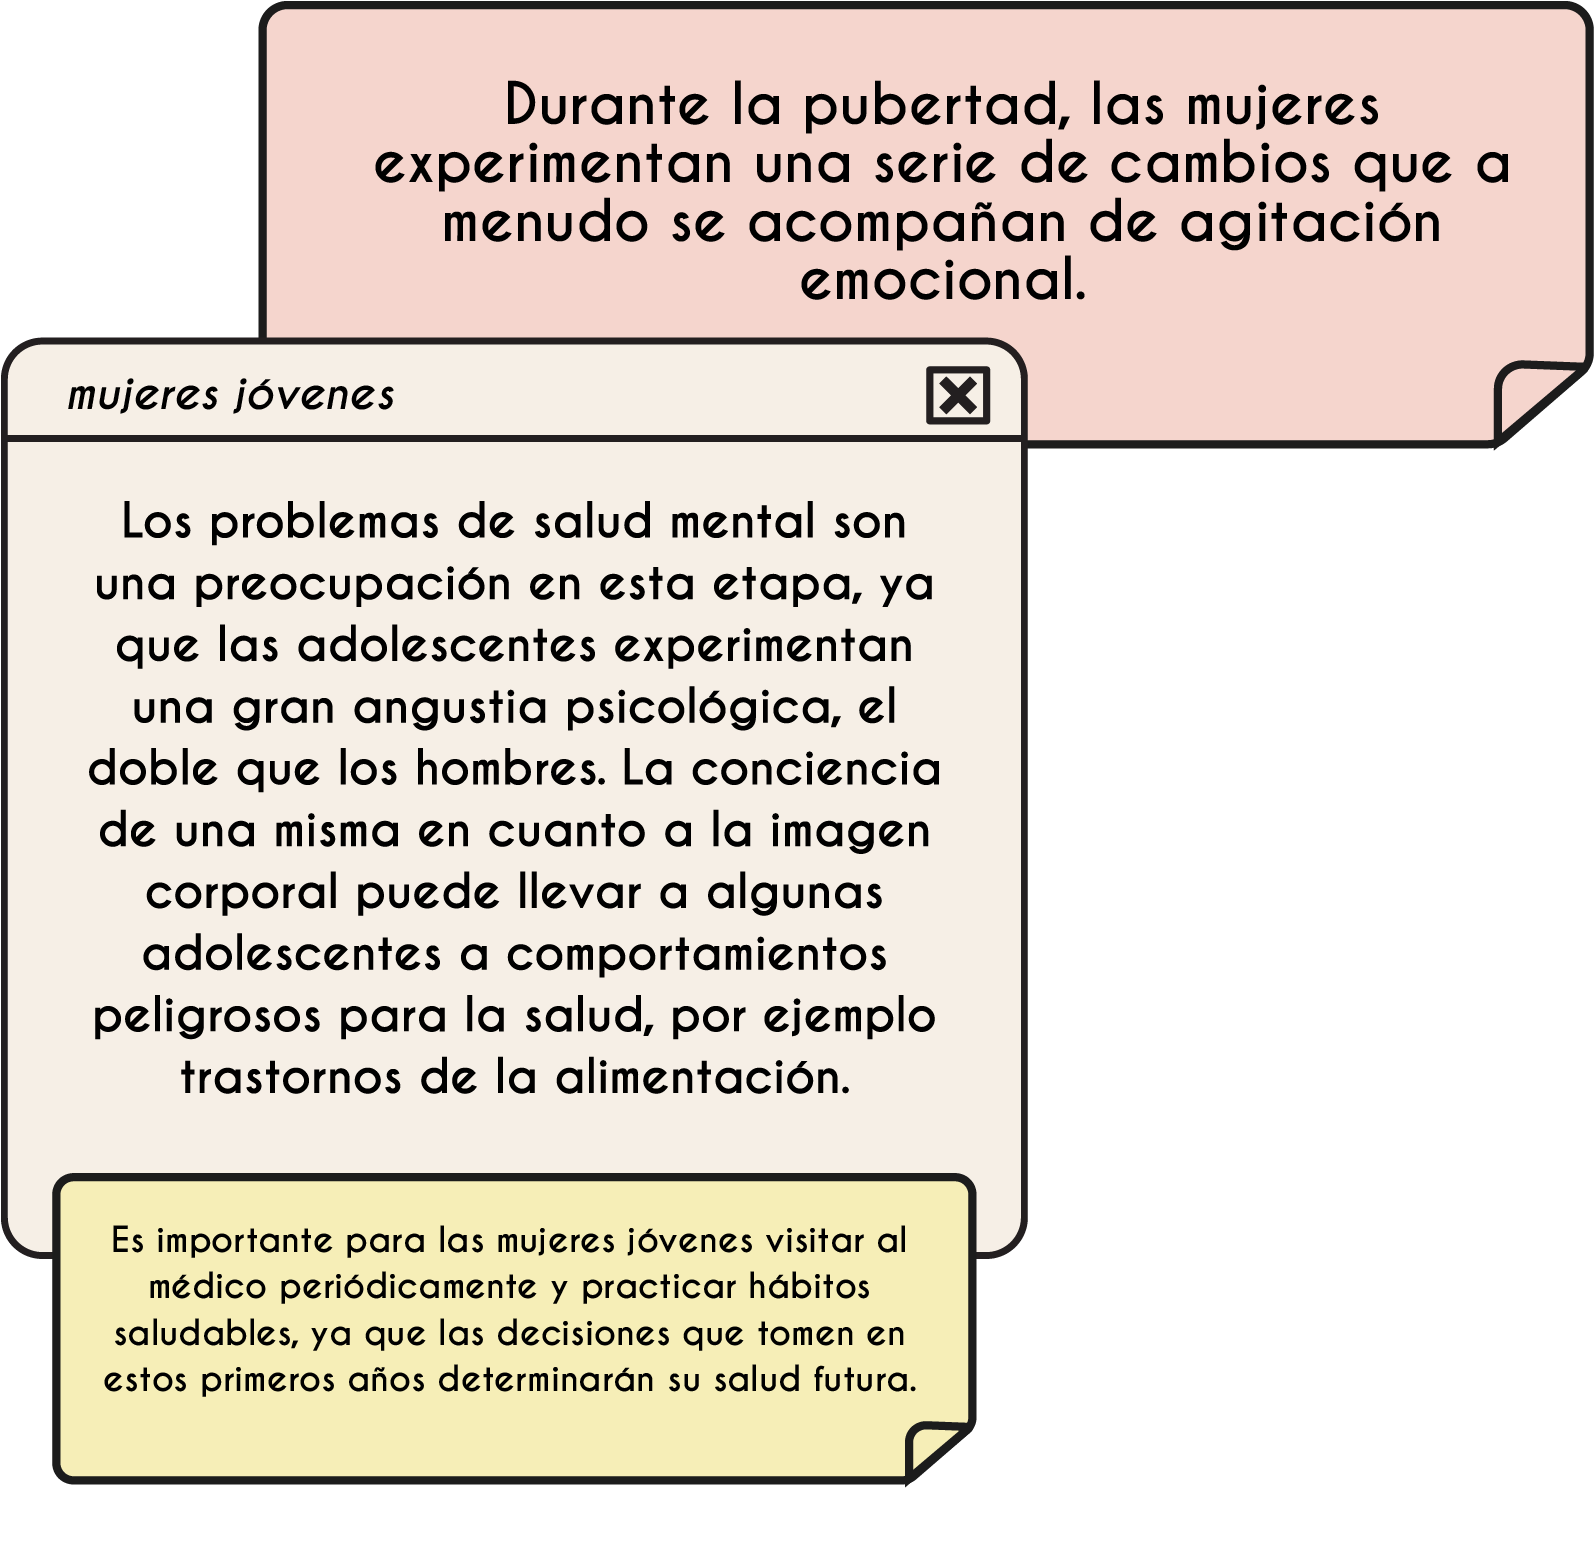 Durante la pubertad, las mujeres
experimentan una serie de cambios que a
menudo se acompañan de agitación
emocional.
mujeres jóvenes
Los problemas de salud mental son
una preocupación en esta etapa, ya
que las adolescentes experimentan
una gran angustia psicológica, el
doble que los hombres. La conciencia
de una misma en cuanto a la imagen
corporal puede llevar a algunas
adolescentes a comportamientos
peligrosos para la salud, por ejemplo
trastornos de la alimentación.
Es importante para las mujeres jóvenes visitar al
médico periódicamente y practicar hábitos
saludables, ya que las decisiones que tomen en
estos primeros años determinarán su salud futura.